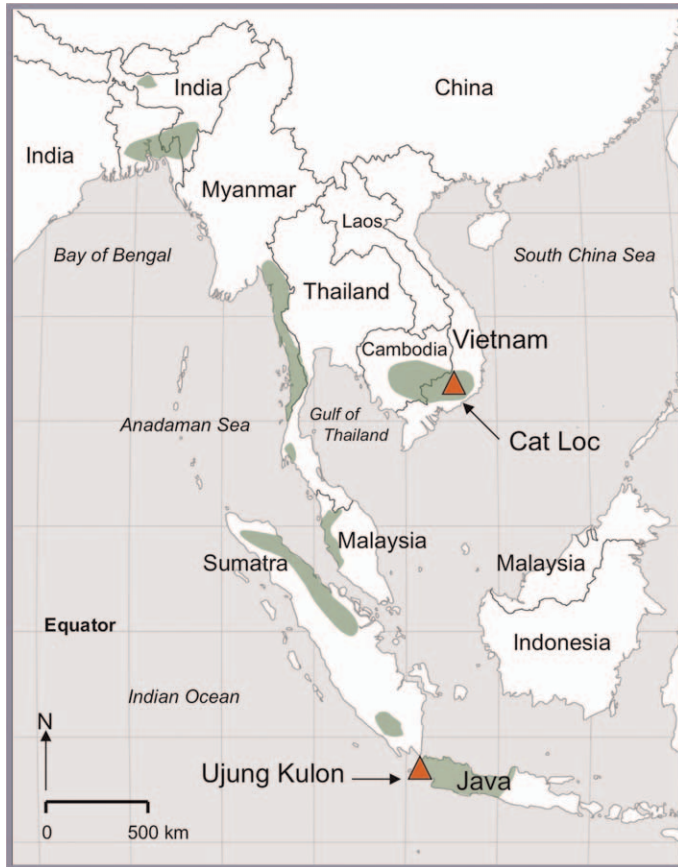 India
China
India
Myanmar
Laos
Bay of Bengal
South China Sea
Thailand
Vietnam
Cambodia
Gulf of
Thailand
Anadaman Sea
Cat Loc
Malaysia
Sumatra
Malaysia
Equator
Indonesia
Indian Ocean
N
Ujung Kulon
Java
0 500 km